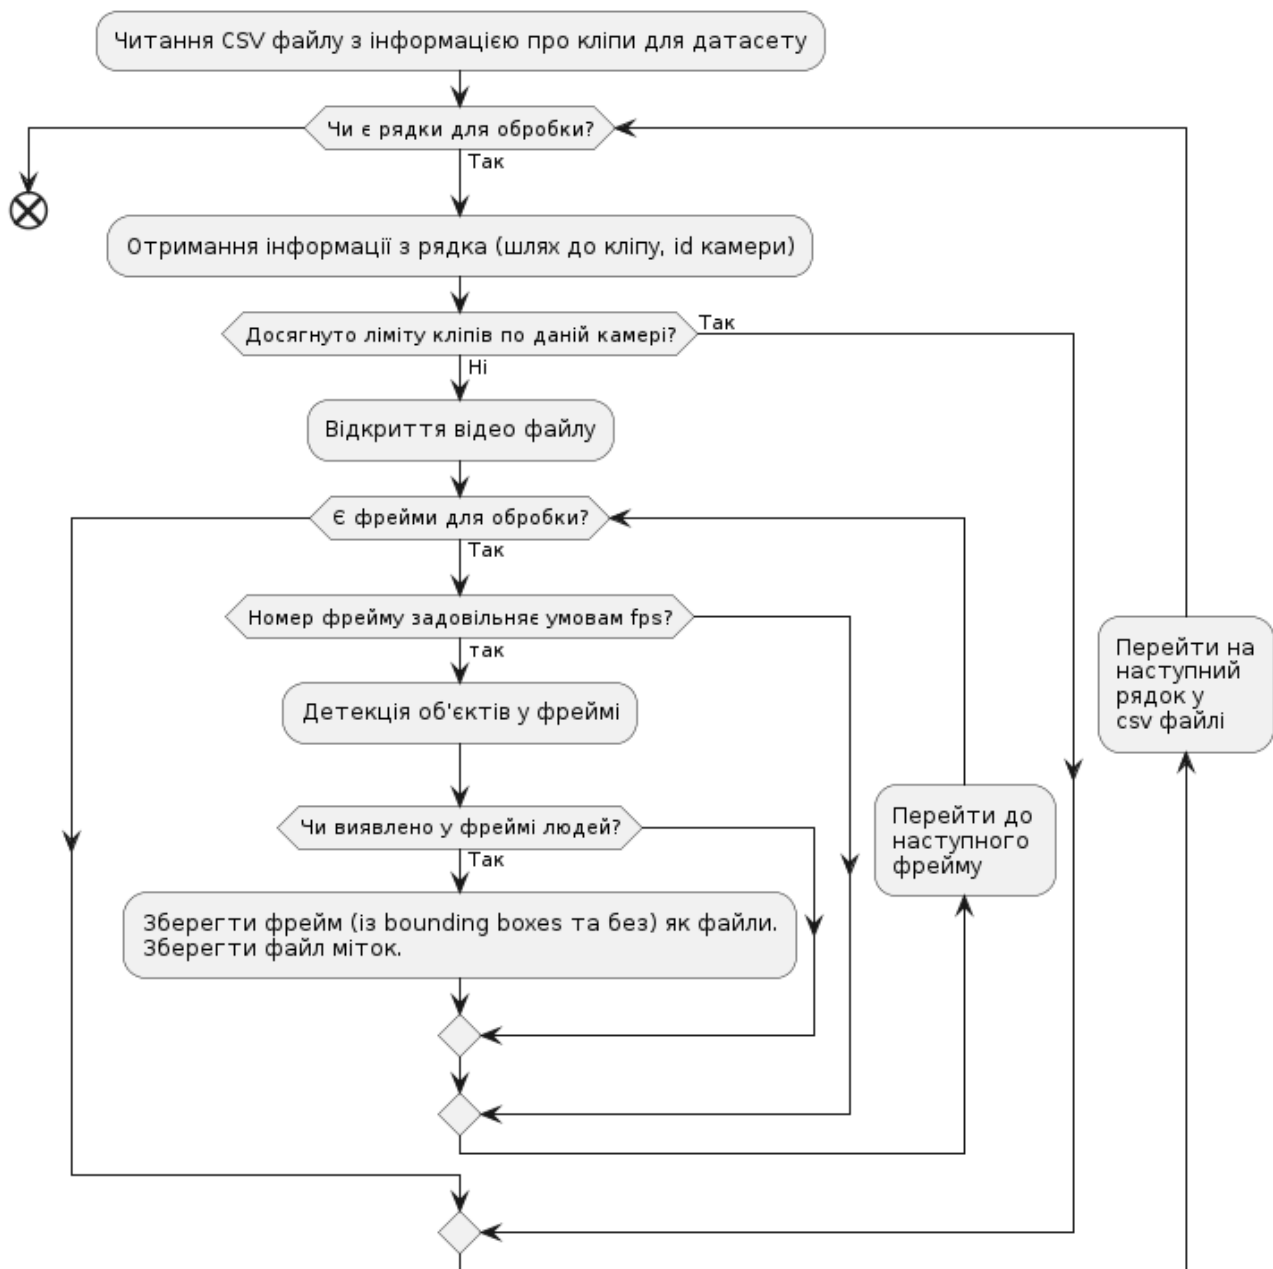 Читання CSV файлу з інформацією про кліпи для датасету
Чи є рядки для обробки?
Так
Отримання інформації з рядка (шлях до кліпу, id камери)
Досягнуто ліміту кліпів по даній камері?
Так
Ні
Відкриття відео файлу
Є фрейми для обробки?
Так
Номер фрейму задовільняє умовам fps?
так
Детекція об'єктів у фреймі
Чи виявлено у фреймі людей?
Так
Зберегти фрейм (із bounding boxes та без) як файли.
Зберегти файл міток.
Перейти до
наступного
фрейму
Перейти на
наступний
рядок у
csv файлі